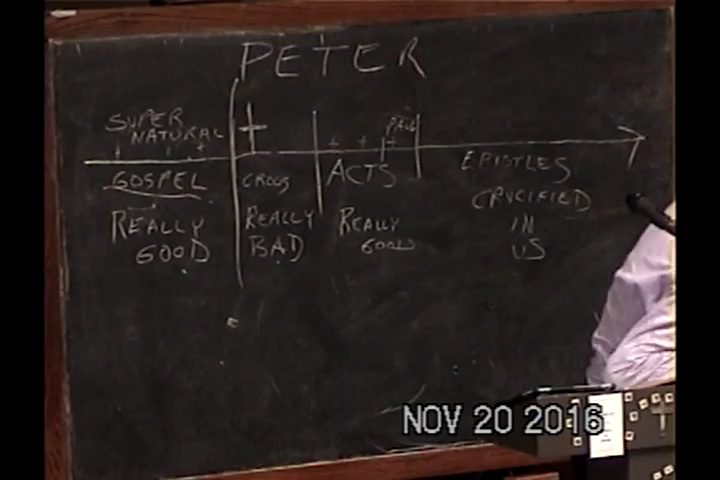 PETER
SUPER
NATURAL
PAUL
GOSPEL
CROSS
ACTS
EPISTLES
REALLY
GOOD
REALLY
BAD
REALLY
GOOD
CRUCIFIED
IN
US
NOV 20 2016